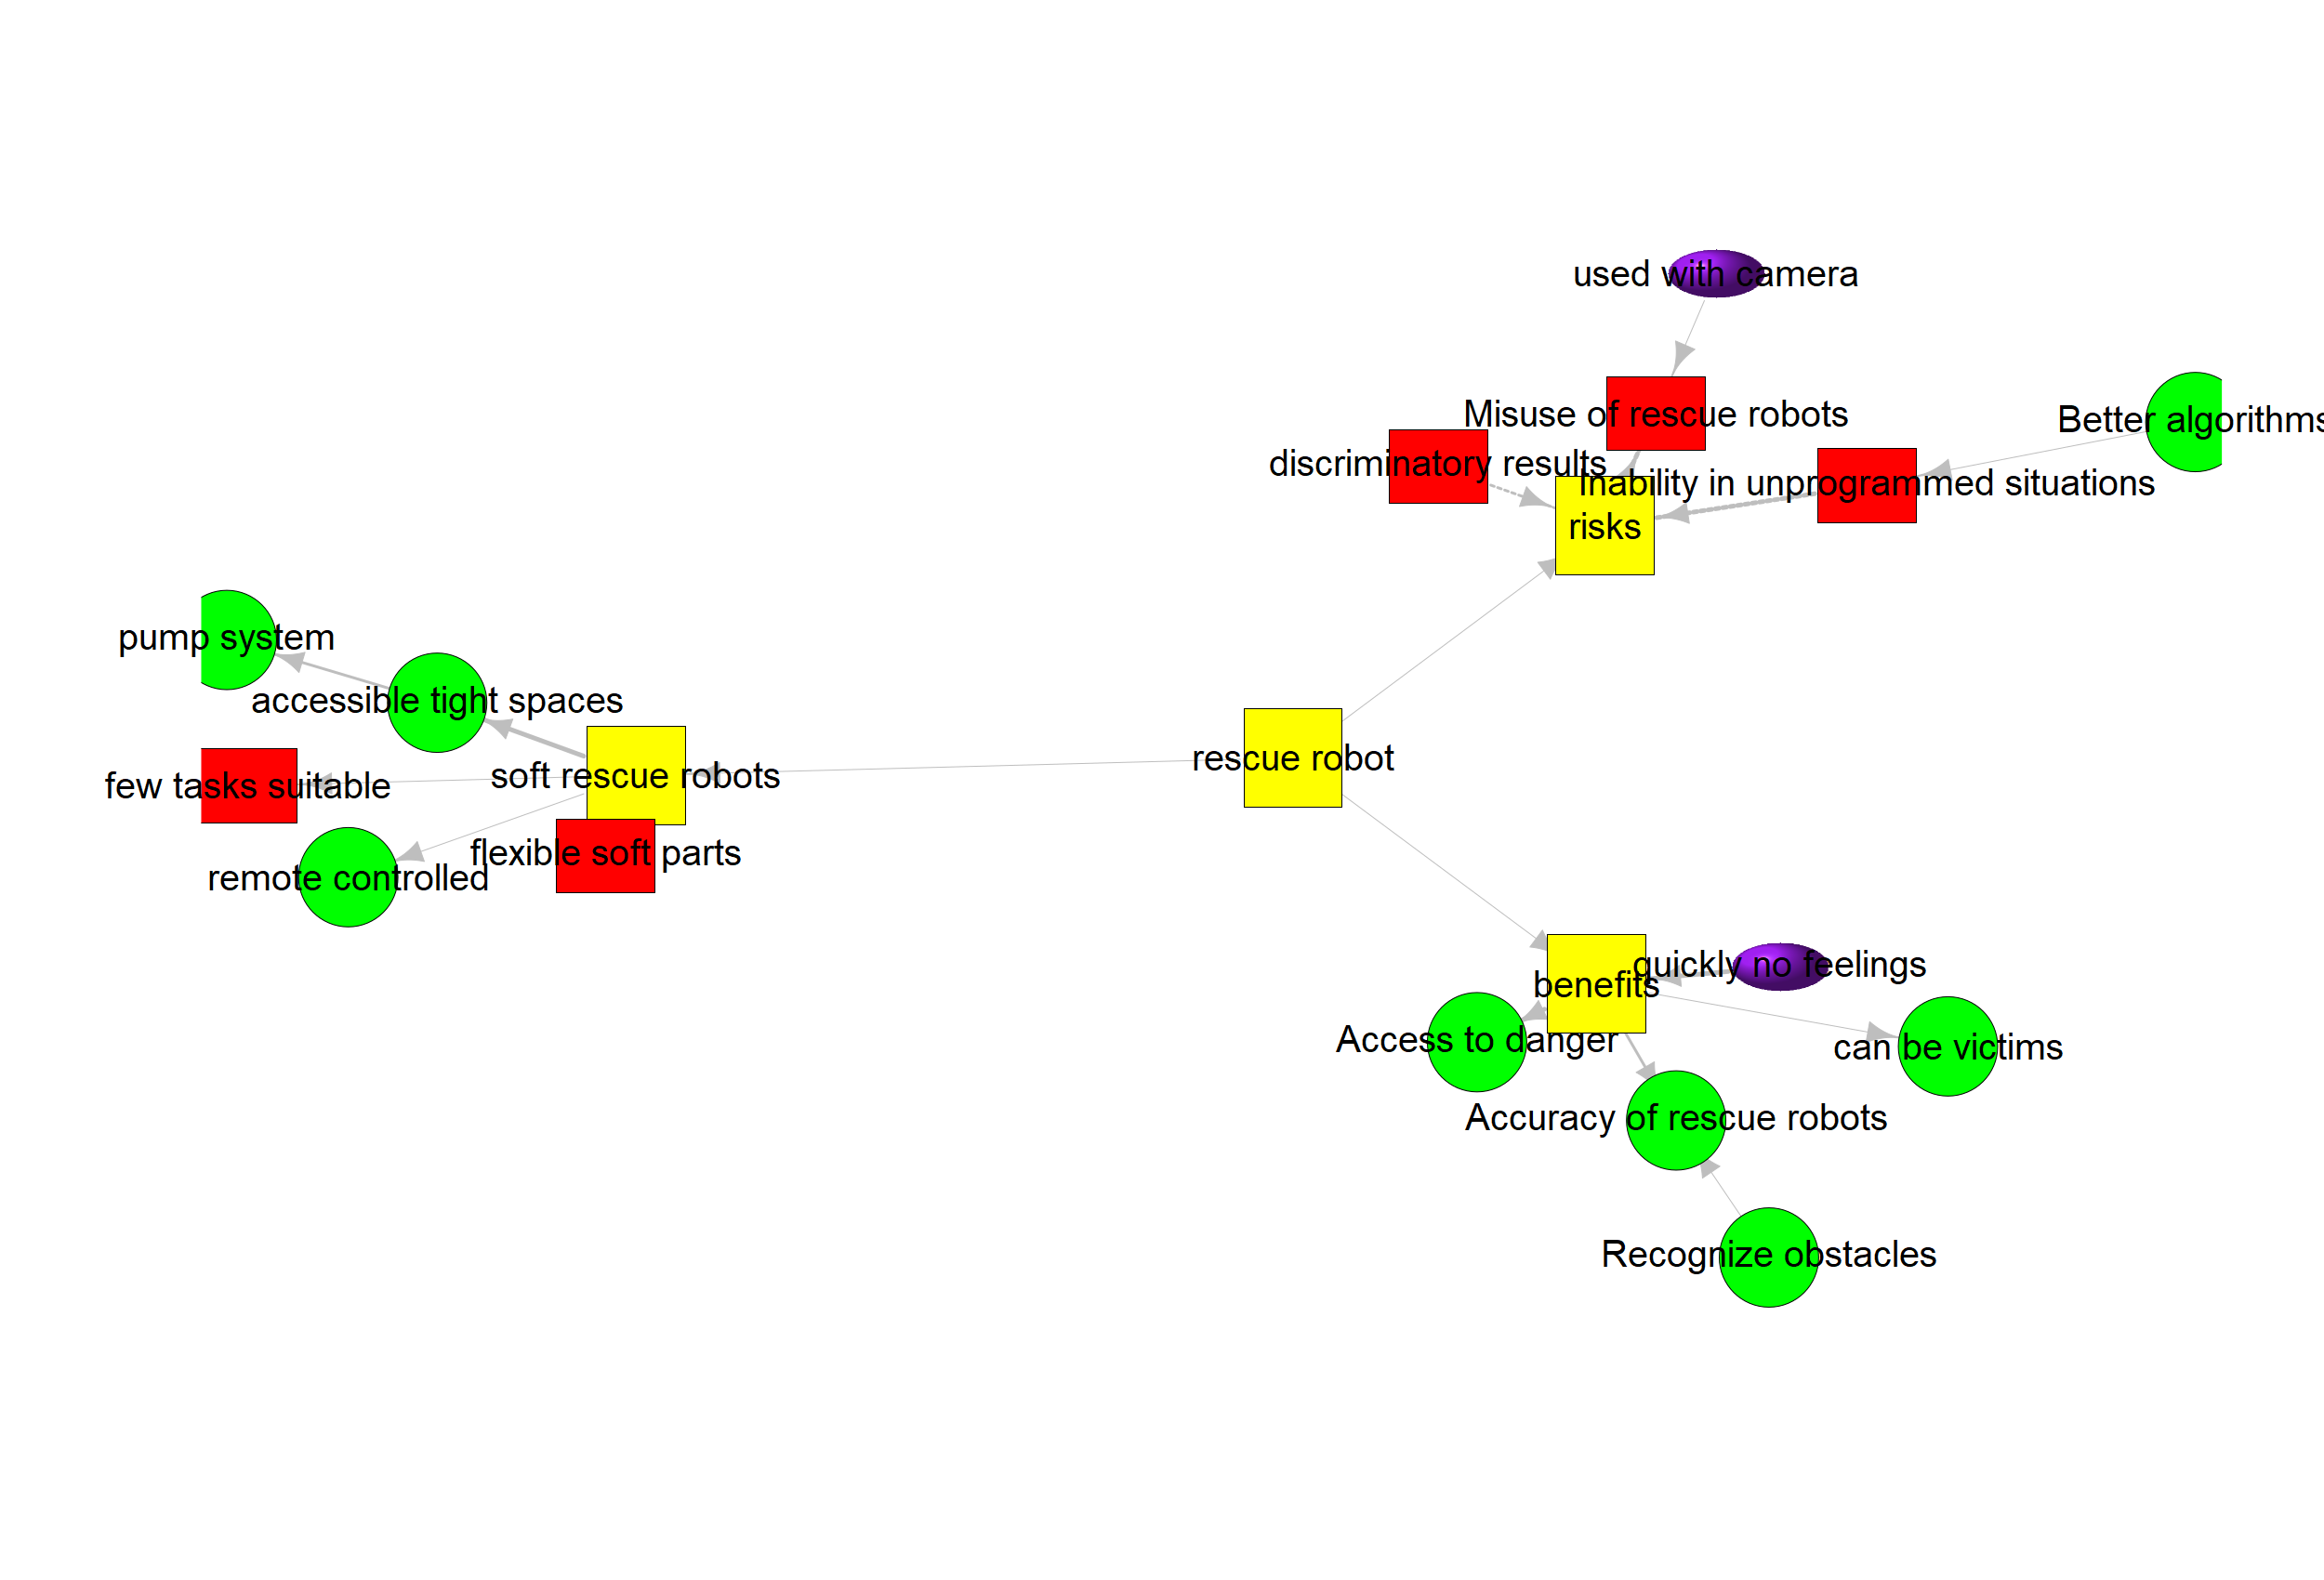 used with camera
Misuse of rescue robots
Better algorithms
discriminatory results
Inability in unprogrammed situations
risks
pump system
accessible tight spaces
rescue robot
soft rescue robots
few tasks suitable
flexible soft parts
remote controlled
quickly no feelings
benefits
Access to danger
can be victims
Accuracy of rescue robots
Recognize obstacles